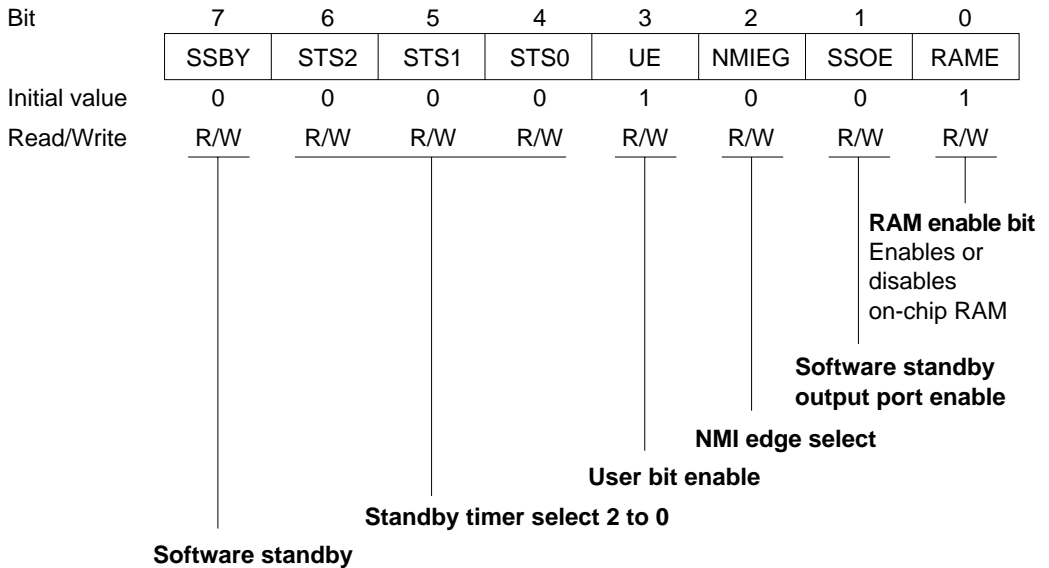 Bit 7 6 5 4 3 2 1 0
SSBY STS2 STS1 STS0 UE NMIEG SSOE RAME
Initial value 0 0 0 0 1 0 0 1
Read/Write R/W R/W R/W R/W R/W R/W R/W R/W
RAM enable bit
Enables or
disables
on-chip RAM
Software standby
output port enable
NMI edge select
User bit enable
Standby timer select 2 to 0
Software standby